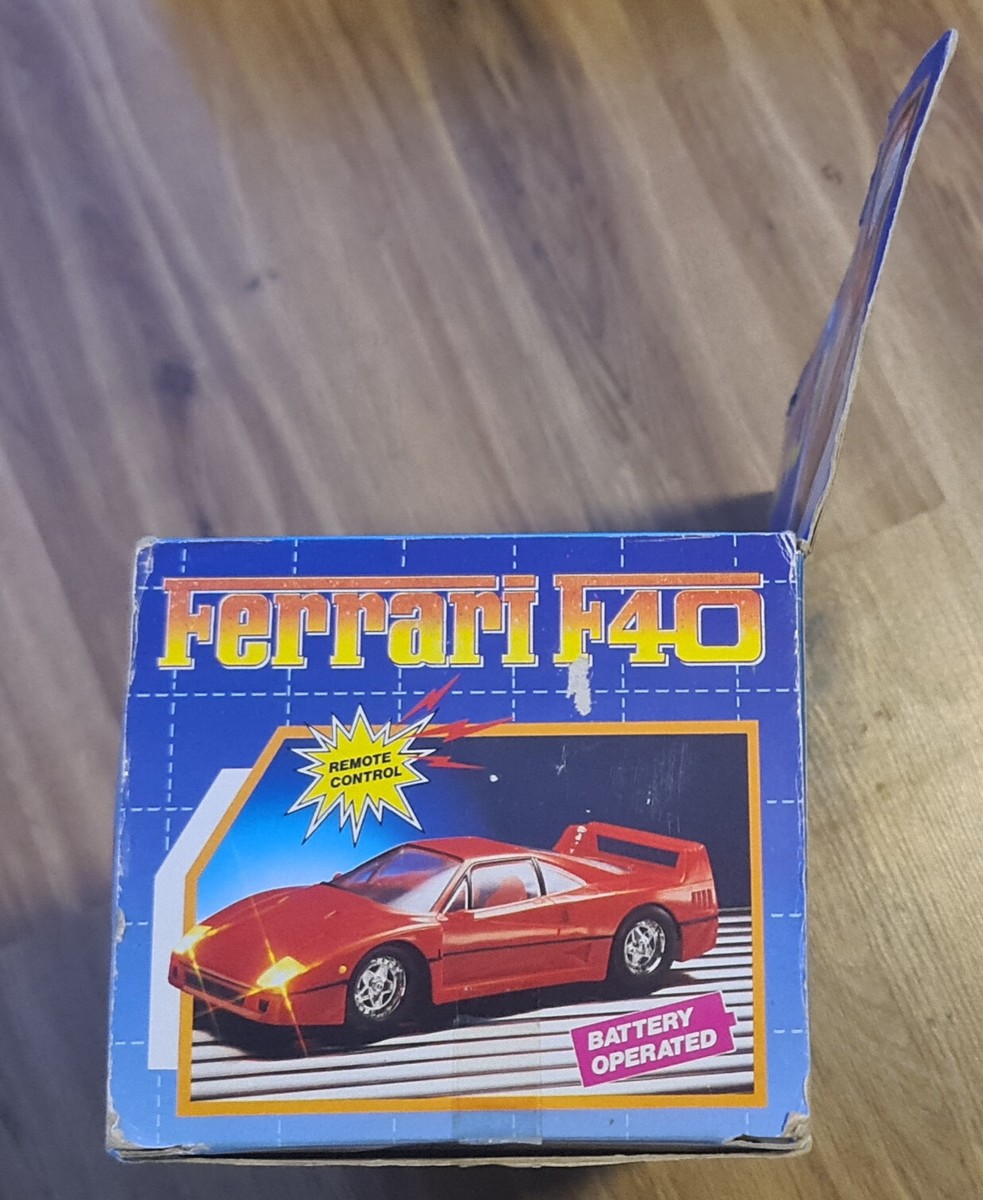 Ferrari F40
REMOTE
CONTROL
BATTERY
OPERATED